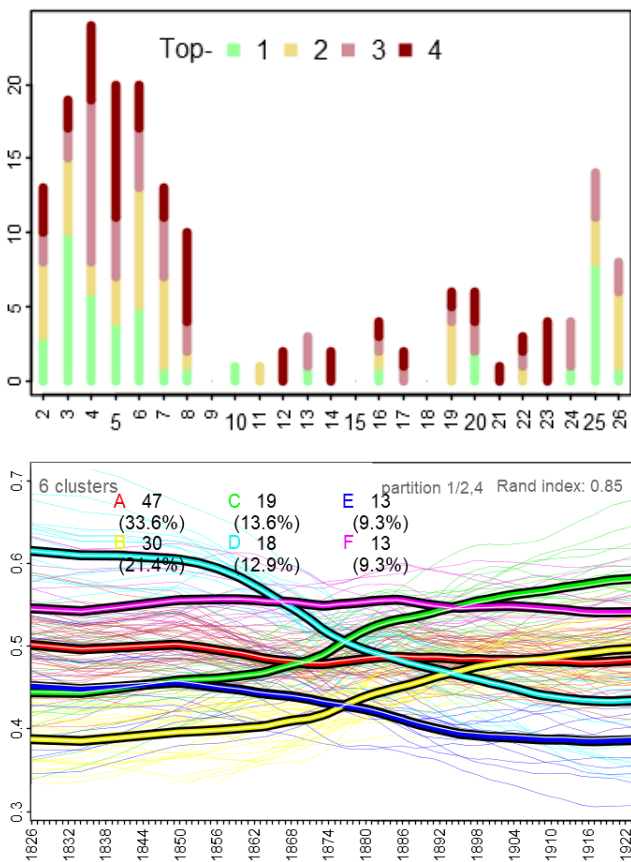 Top- 1 2 3 4
20
15
10
5
0
2 3 4 5 6 7 8 9 10 11 12 13 14 15 16 17 18 19 20 21 22 23 24 25 26
0.7
0.6
0.5
0.4
0.3
6 clusters
partition 1/2,4 Rand index: 0.85
A 47 C 19 E 13
(33.6%) (13.6%) (9.3%)
B 30 D 18 F 13
(21.4%) (12.9%) (9.3%)
1826 1832 1838 1844 1850 1856 1862 1868 1874 1880 1886 1892 1898 1904 1910 1916 1922